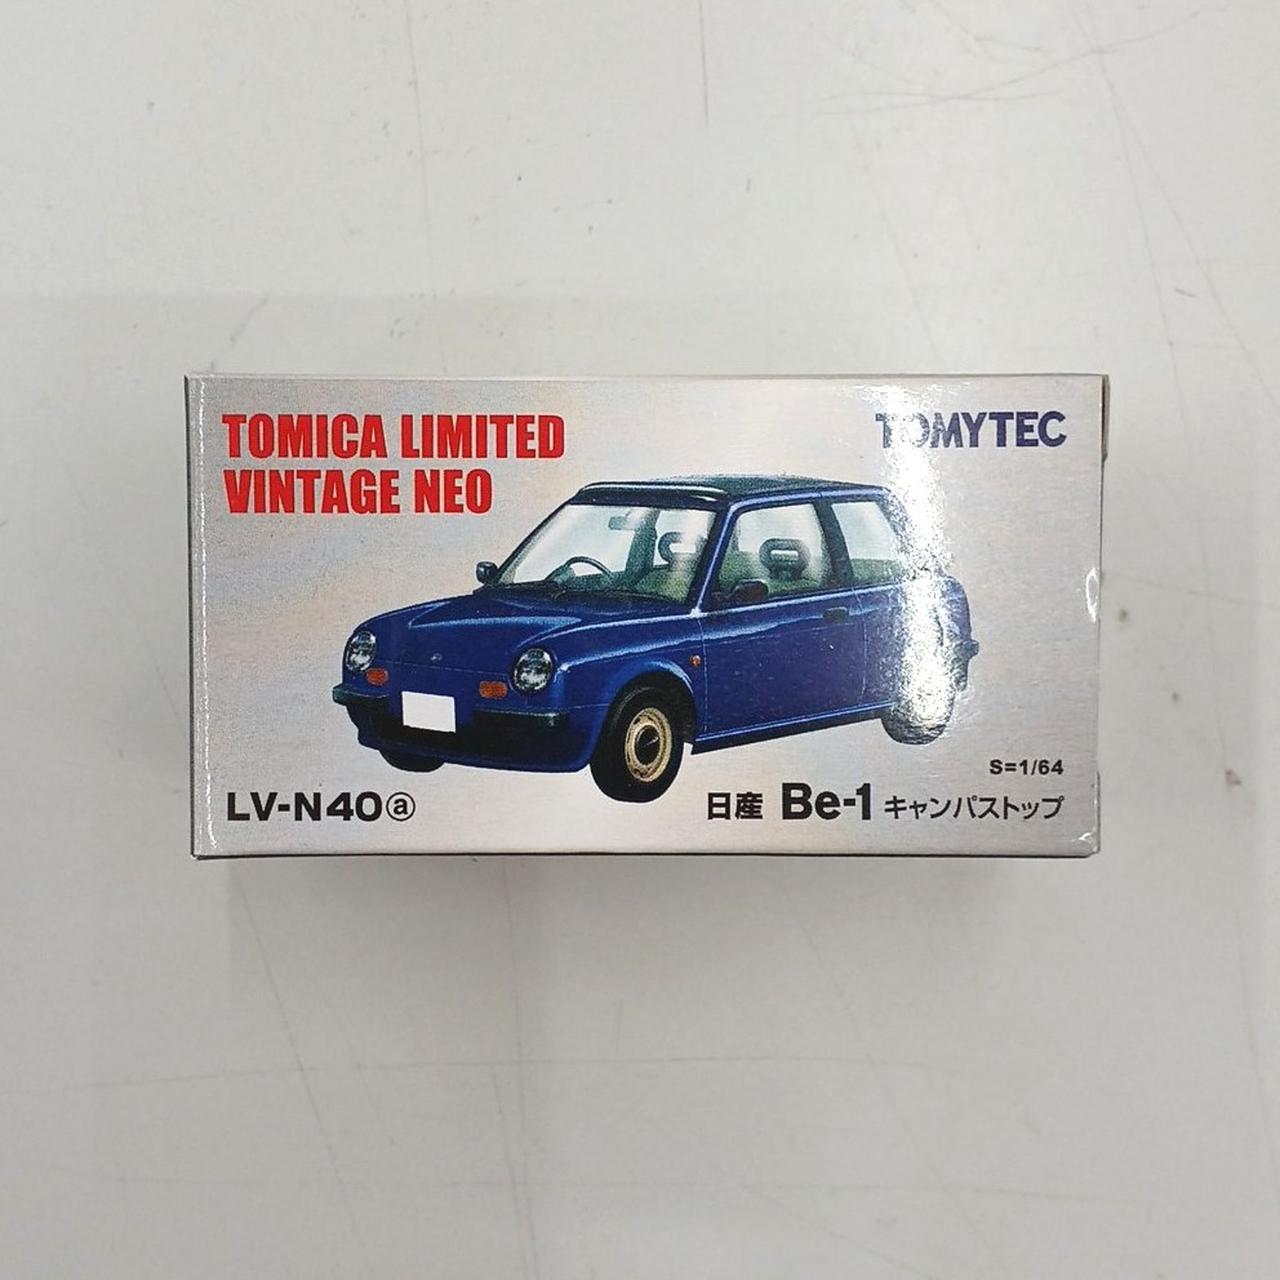 TOMICA LIMITED
VINTAGE NEO
TOMYTEC
S=1/64
LV-N40ⓐ
日産 Be-1 キャンバストップ